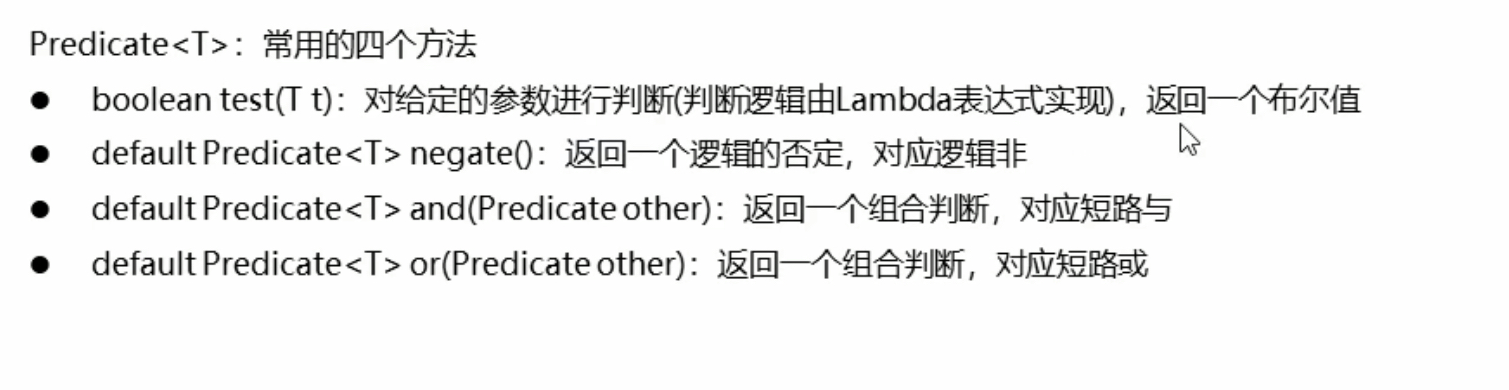 Predicate<T>：常用的四个方法
● boolean test(T t)：对给定的参数进行判断(判断逻辑由Lambda表达式实现)，返回一个布尔值
● default Predicate<T> negate()：返回一个逻辑的否定，对应逻辑非
● default Predicate<T> and(Predicate other)：返回一个组合判断，对应短路与
● default Predicate<T> or(Predicate other)：返回一个组合判断，对应短路或